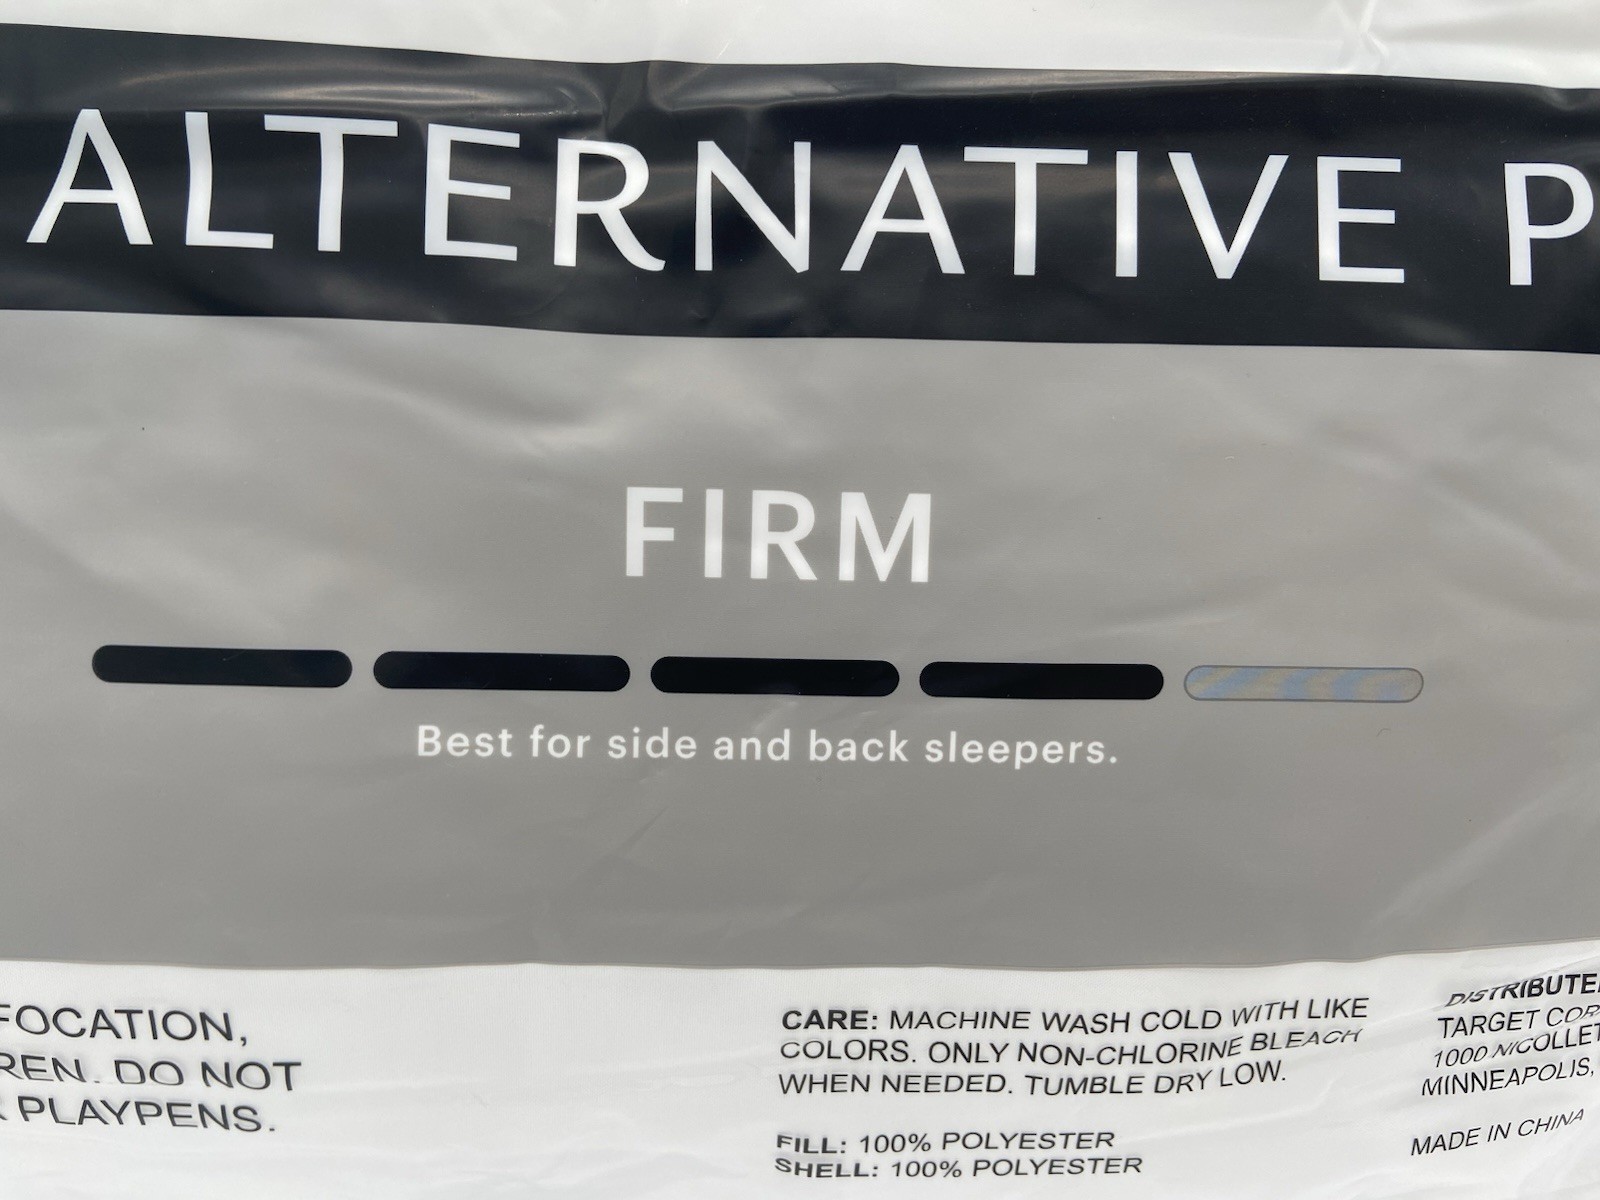 ALTERNATIVE P
FIRM
Best for side and back sleepers.
FOCATION,
REN. DO NOT
PLAYPENS.
CARE: MACHINE WASH COLD WITH LIKE
COLORS. ONLY NON-CHLORINE BLEACH
WHEN NEEDED. TUMBLE DRY LOW.
FILL: 100% POLYESTER
SHELL: 100% POLYESTER
DISTRIBUTE
TARGET COR
1000 NICOLLET
MINNEAPOLIS,
MADE IN CHINA